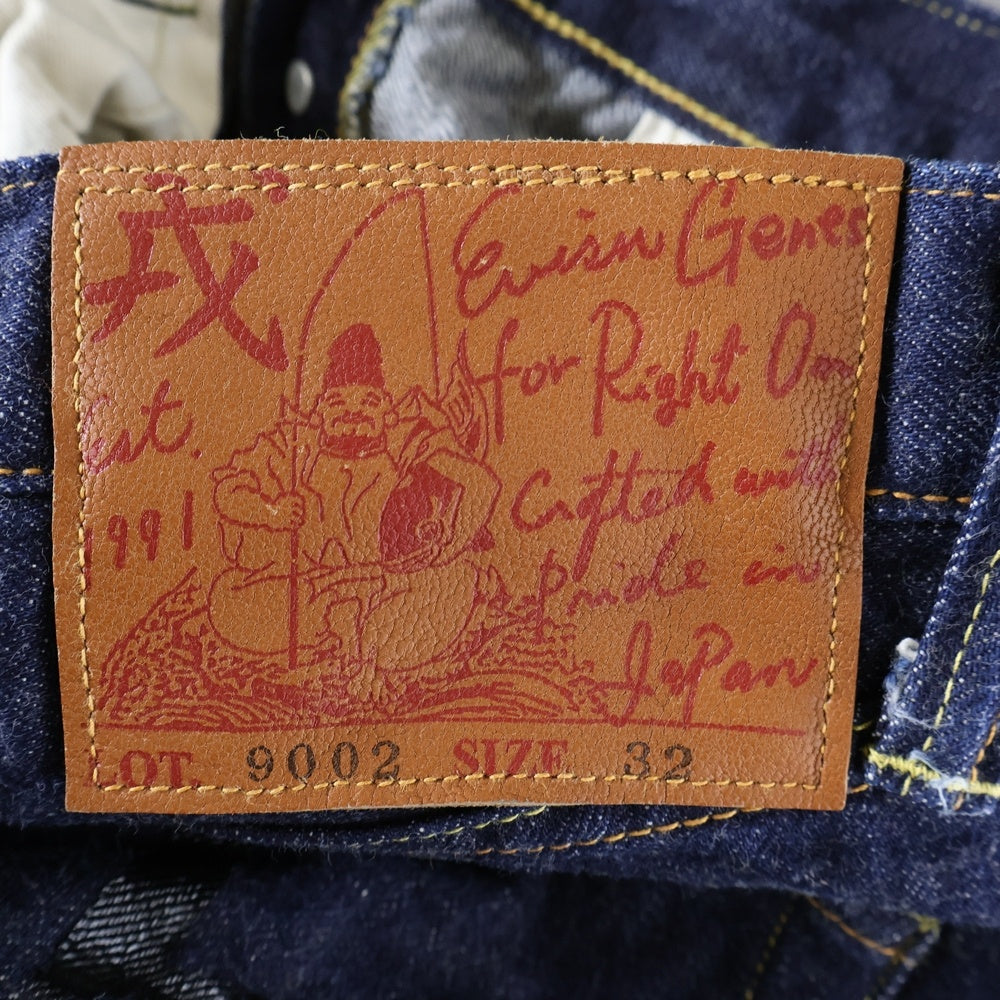 戎
Est.
1991
Evisu Genes
for Right On
Crafted with
Pride in
JaPan
LOT. 9002 SIZE 32